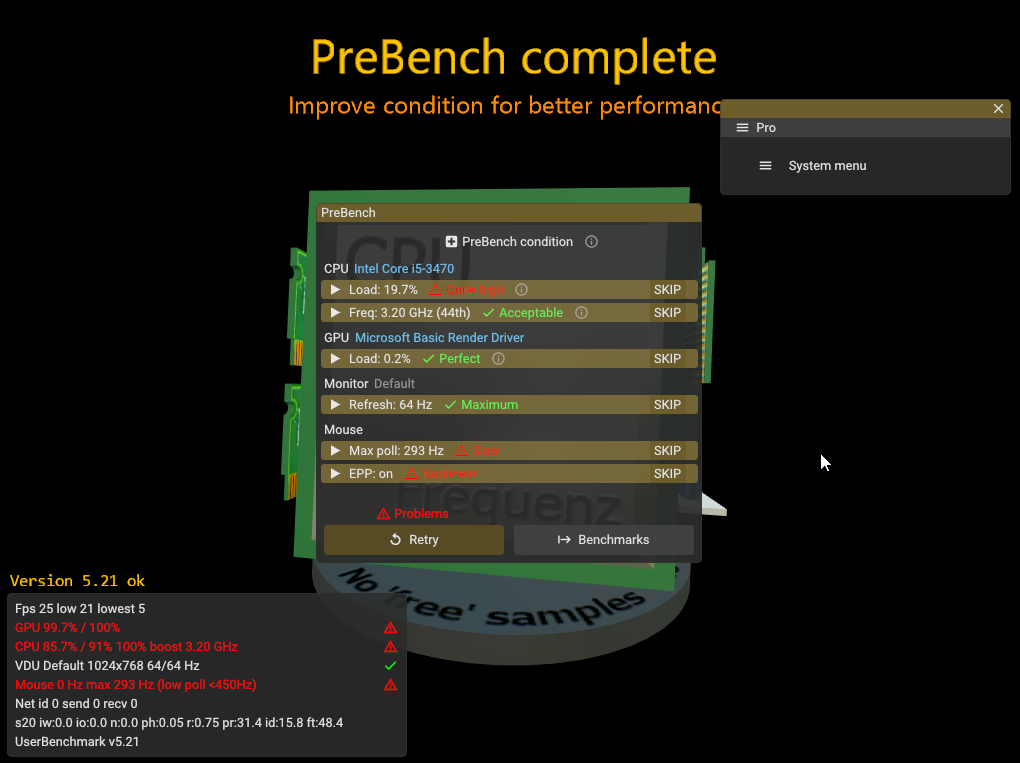 PreBench complete
Improve condition for better performanc
Pro
System menu
PreBench
CPU
PreBench condition
CPU Intel Core i5-3470
Load: 19.7% Quite high SKIP
Freq: 3.20 GHz (44th) Acceptable SKIP
GPU Microsoft Basic Render Driver
Load: 0.2% Perfect SKIP
Monitor Default
Refresh: 64 Hz Maximum SKIP
Mouse
Max poll: 293 Hz Slow SKIP
EPP: on Nonlinear SKIP
Frequenz
Problems
Retry Benchmarks
No 'free' samples
Version 5.21 ok
Fps 25 low 21 lowest 5
GPU 99.7% / 100%
CPU 85.7% / 91% 100% boost 3.20 GHz
VDU Default 1024x768 64/64 Hz
Mouse 0 Hz max 293 Hz (low poll <450Hz)
Net id 0 send 0 recv 0
s20 iw:0.0 io:0.0 n:0.0 ph:0.05 r:0.75 pr:31.4 id:15.8 ft:48.4
UserBenchmark v5.21